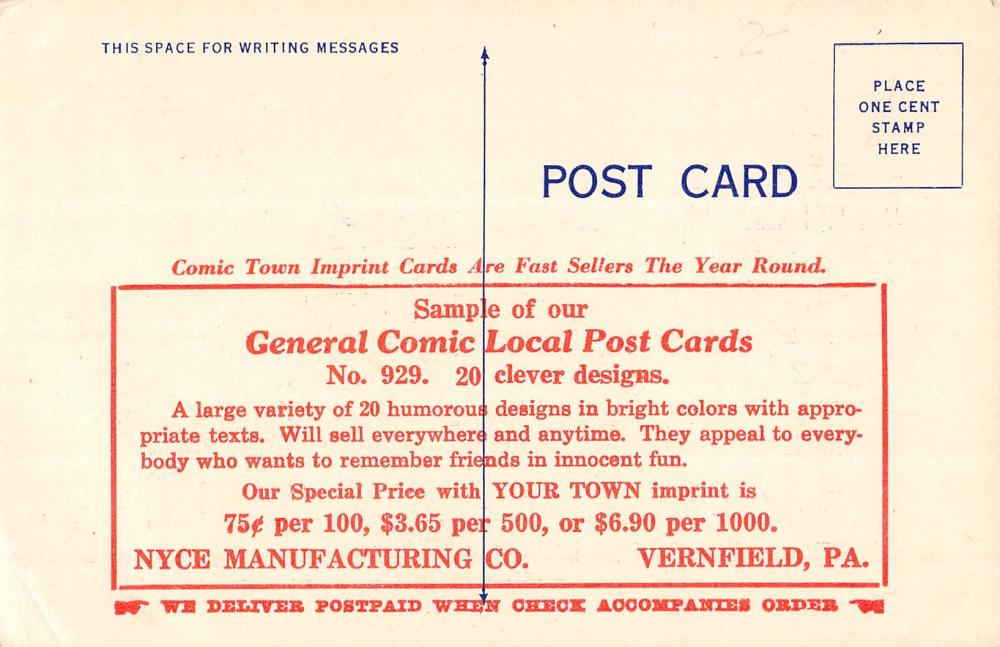 THIS SPACE FOR WRITING MESSAGES
PLACE
ONE CENT
STAMP
HERE
POST CARD
Comic Town Imprint Cards Are Fast Sellers The Year Round.
Sample of our
General Comic Local Post Cards
No. 929. 20 clever designs.
A large variety of 20 humorous designs in bright colors with appro-
priate texts. Will sell everywhere and anytime. They appeal to every-
body who wants to remember friends in innocent fun.
Our Special Price with YOUR TOWN imprint is
75¢ per 100, $3.65 per 500, or $6.90 per 1000.
NYCE MANUFACTURING CO. VERNFIELD, PA.
WE DELIVER POSTPAID WHEN CHECK ACCOMPANIES ORDER